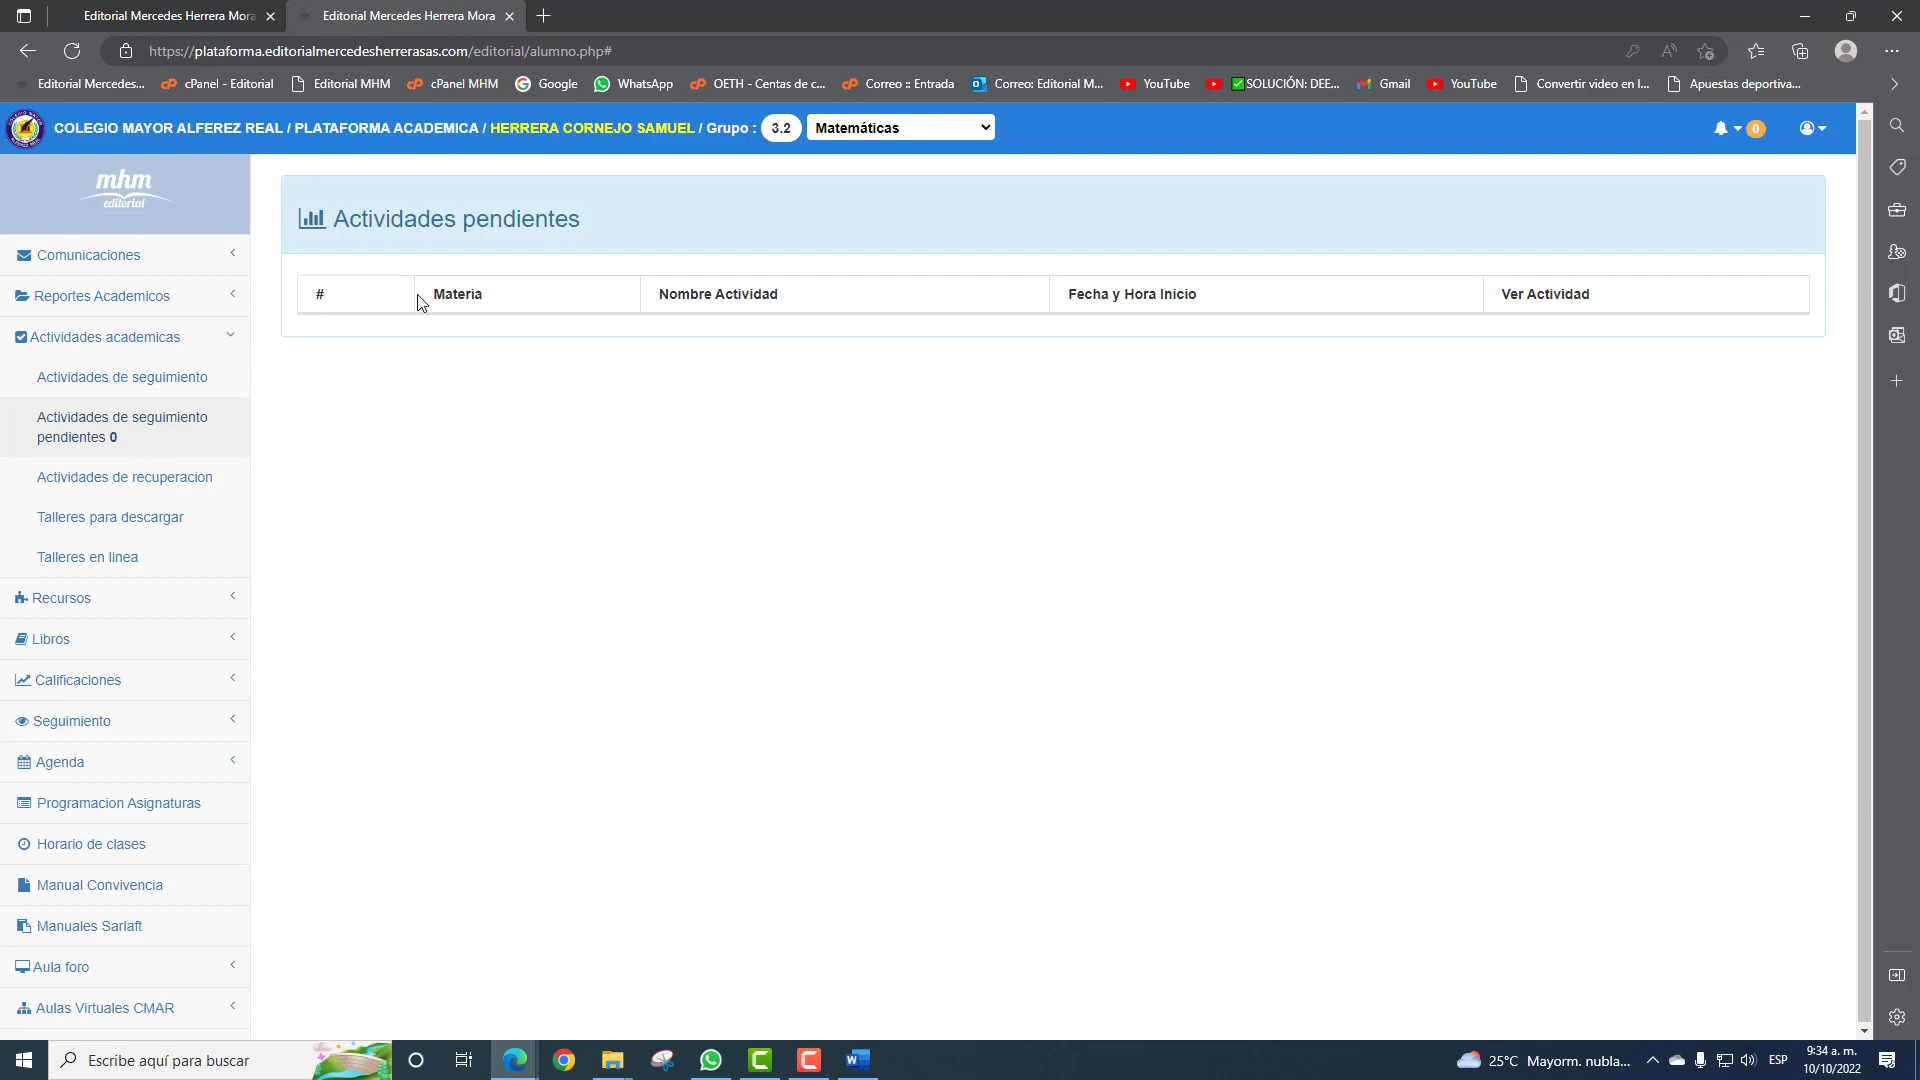 Editorial Mercedes Herrera Mora
Editorial Mercedes Herrera Mora
https://plataforma.editorialmercedesherrerasas.com/editorial/alumno.php#
Editorial Mercedes...
cPanel - Editorial
Editorial MHM
cPanel MHM
Google
WhatsApp
OETH - Centas de c...
Correo :: Entrada
Correo: Editorial M...
YouTube
SOLUCIÓN: DEE...
Gmail
YouTube
Convertir video en l...
Apuestas deportiva...
COLEGIO MAYOR ALFEREZ REAL / PLATAFORMA ACADEMICA / HERRERA CORNEJO SAMUEL / Grupo : 3.2 Matemáticas
0
mhm
editorial
Actividades pendientes
# Materia Nombre Actividad Fecha y Hora Inicio Ver Actividad
Comunicaciones
Reportes Academicos
Actividades academicas
Actividades de seguimiento
Actividades de seguimiento
pendientes 0
Actividades de recuperacion
Talleres para descargar
Talleres en linea
Recursos
Libros
Calificaciones
Seguimiento
Agenda
Programacion Asignaturas
Horario de clases
Manual Convivencia
Manuales Sarlaft
Aula foro
Aulas Virtuales CMAR
Escribe aquí para buscar
25°C Mayorm. nubla...
ESP
9:34 a. m.
10/10/2022